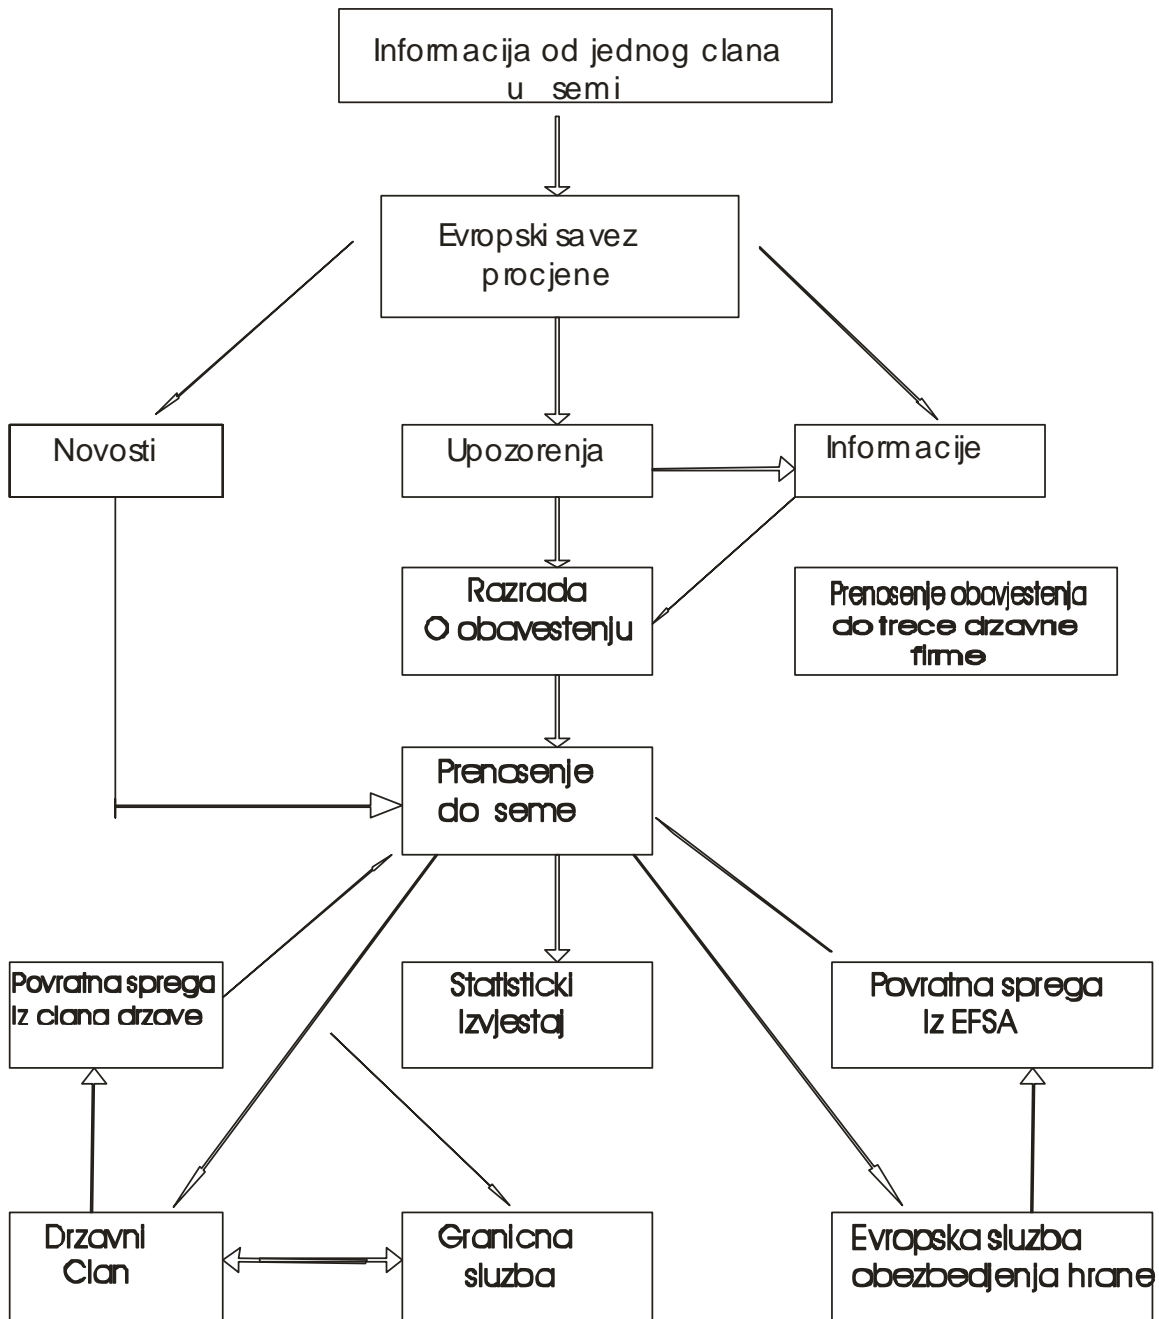 Informacija od jednog clana
u semi
Evropski savez
procjene
Novosti
Upozorenja
Informacije
Razrada
O obavestenju
Prenosenje obavjestenja
do trece drzavne
firme
Prenosenje
do seme
Povratna sprega
iz clana drzave
Statisticki
izvjestaj
Povratna sprega
iz EFSA
Drzavni
Clan
Granicna
sluzba
Evropska sluzba
obezbedjenja hrane